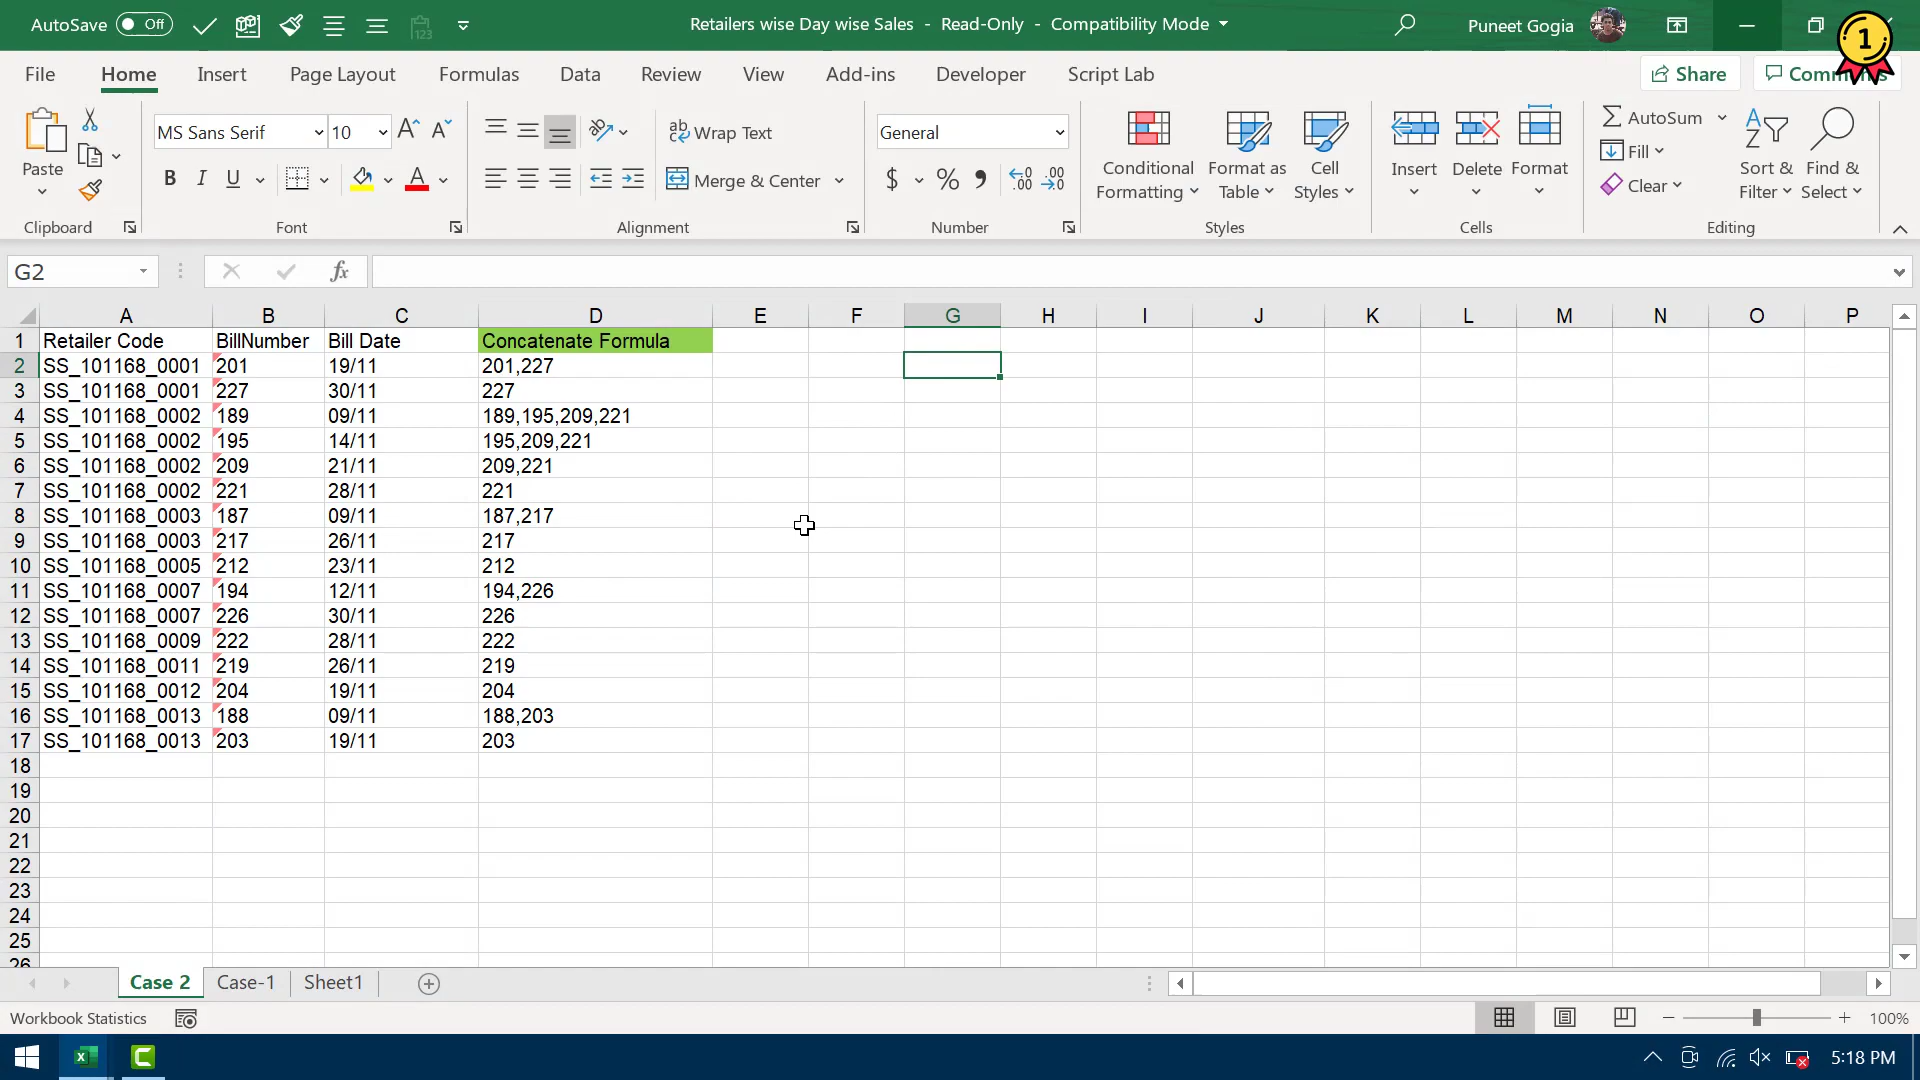 AutoSave Off Retailers wise Day wise Sales - Read-Only - Compatibility Mode Puneet Gogia 1
File Home Insert Page Layout Formulas Data Review View Add-ins Developer Script Lab Share
Paste MS Sans Serif 10 Wrap Text General Conditional Formatting Format as Table Cell Styles Insert Delete Format AutoSum Fill Clear Sort & Filter Find & Select
B I U A Merge & Center $ %
Clipboard Font Alignment Number Styles Cells Editing
G2 fx
A B C D E F G H I J K L M N O P
1 Retailer Code BillNumber Bill Date Concatenate Formula
2 SS_101168_0001 201 19/11 201,227
3 SS_101168_0001 227 30/11 227
4 SS_101168_0002 189 09/11 189,195,209,221
5 SS_101168_0002 195 14/11 195,209,221
6 SS_101168_0002 209 21/11 209,221
7 SS_101168_0002 221 28/11 221
8 SS_101168_0003 187 09/11 187,217
9 SS_101168_0003 217 26/11 217
10 SS_101168_0005 212 23/11 212
11 SS_101168_0007 194 12/11 194,226
12 SS_101168_0007 226 30/11 226
13 SS_101168_0009 222 28/11 222
14 SS_101168_0011 219 26/11 219
15 SS_101168_0012 204 19/11 204
16 SS_101168_0013 188 09/11 188,203
17 SS_101168_0013 203 19/11 203
18
19
20
21
22
23
24
25
26
Case 2 Case-1 Sheet1
Workbook Statistics 100%
5:18 PM